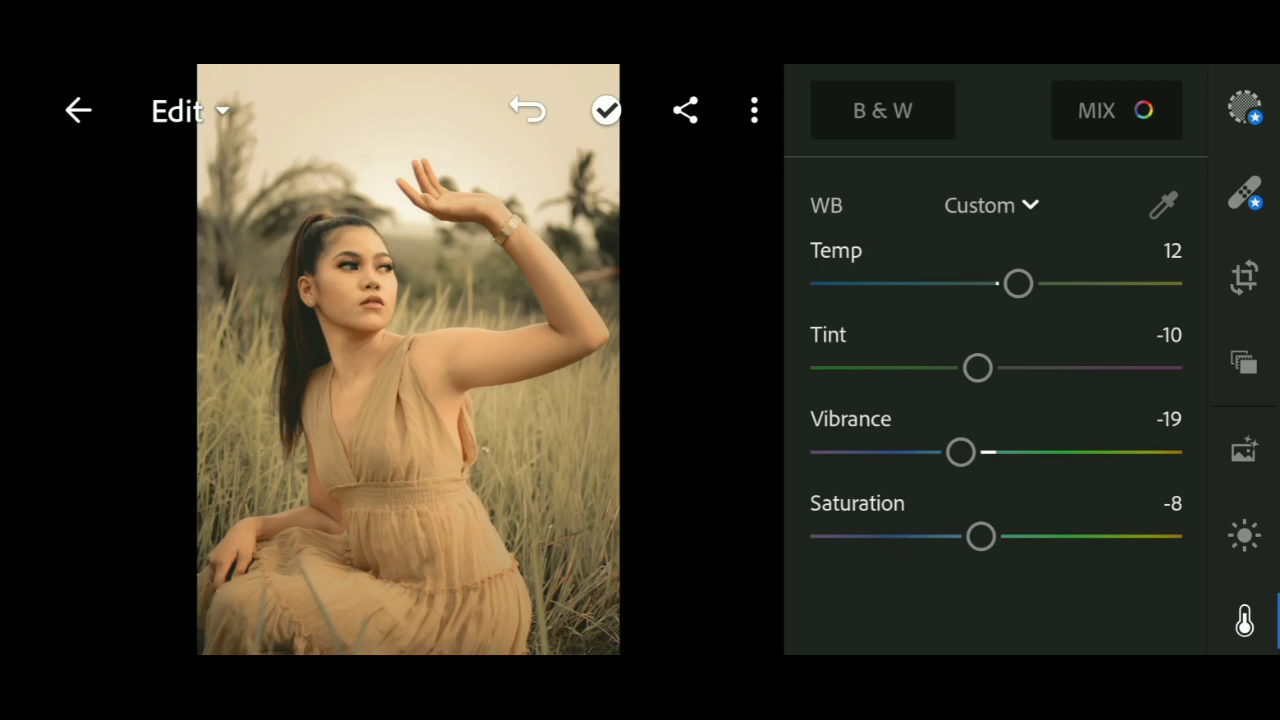 Edit
B & W
MIX
WB
Custom
Temp
12
Tint
-10
Vibrance
-19
Saturation
-8